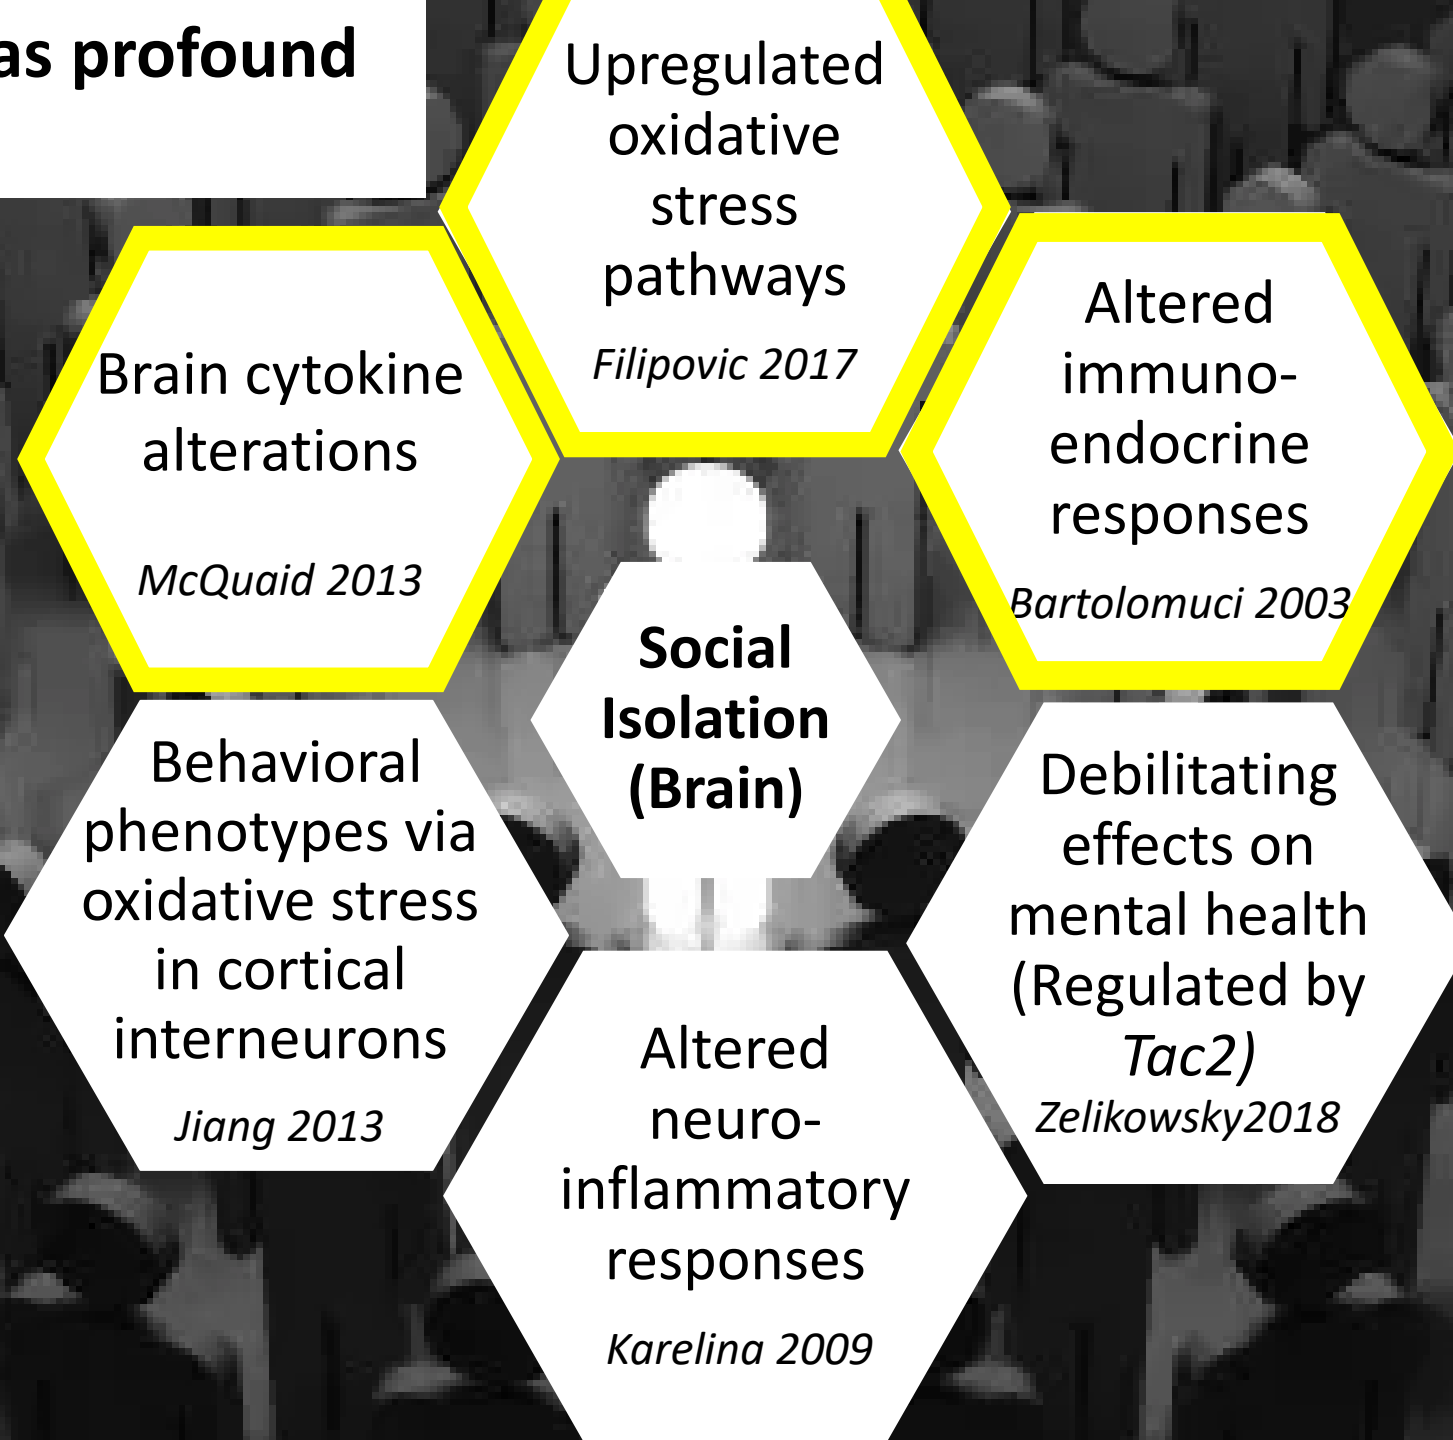 as profound
Upregulated
oxidative
stress
pathways
Filipovic 2017
Brain cytokine
alterations
McQuaid 2013
Altered
immuno-
endocrine
responses
Bartolomuci 2003
Social
Isolation
(Brain)
Behavioral
phenotypes via
oxidative stress
in cortical
interneurons
Jiang 2013
Debilitating
effects on
mental health
(Regulated by
Tac2)
Zelikowsky2018
Altered
neuro-
inflammatory
responses
Karelina 2009